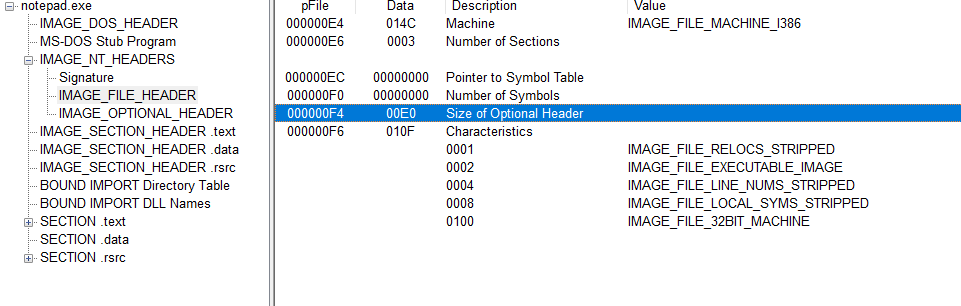 notepad.exe
IMAGE_DOS_HEADER
MS-DOS Stub Program
IMAGE_NT_HEADERS
Signature
IMAGE_FILE_HEADER
IMAGE_OPTIONAL_HEADER
IMAGE_SECTION_HEADER .text
IMAGE_SECTION_HEADER .data
IMAGE_SECTION_HEADER .rsrc
BOUND IMPORT Directory Table
BOUND IMPORT DLL Names
SECTION .text
SECTION .data
SECTION .rsrc
pFile Data Description Value
000000E4 014C Machine IMAGE_FILE_MACHINE_I386
000000E6 0003 Number of Sections
000000EC 00000000 Pointer to Symbol Table
000000F0 00000000 Number of Symbols
000000F4 00E0 Size of Optional Header
000000F6 010F Characteristics
0001 IMAGE_FILE_RELOCS_STRIPPED
0002 IMAGE_FILE_EXECUTABLE_IMAGE
0004 IMAGE_FILE_LINE_NUMS_STRIPPED
0008 IMAGE_FILE_LOCAL_SYMS_STRIPPED
0100 IMAGE_FILE_32BIT_MACHINE